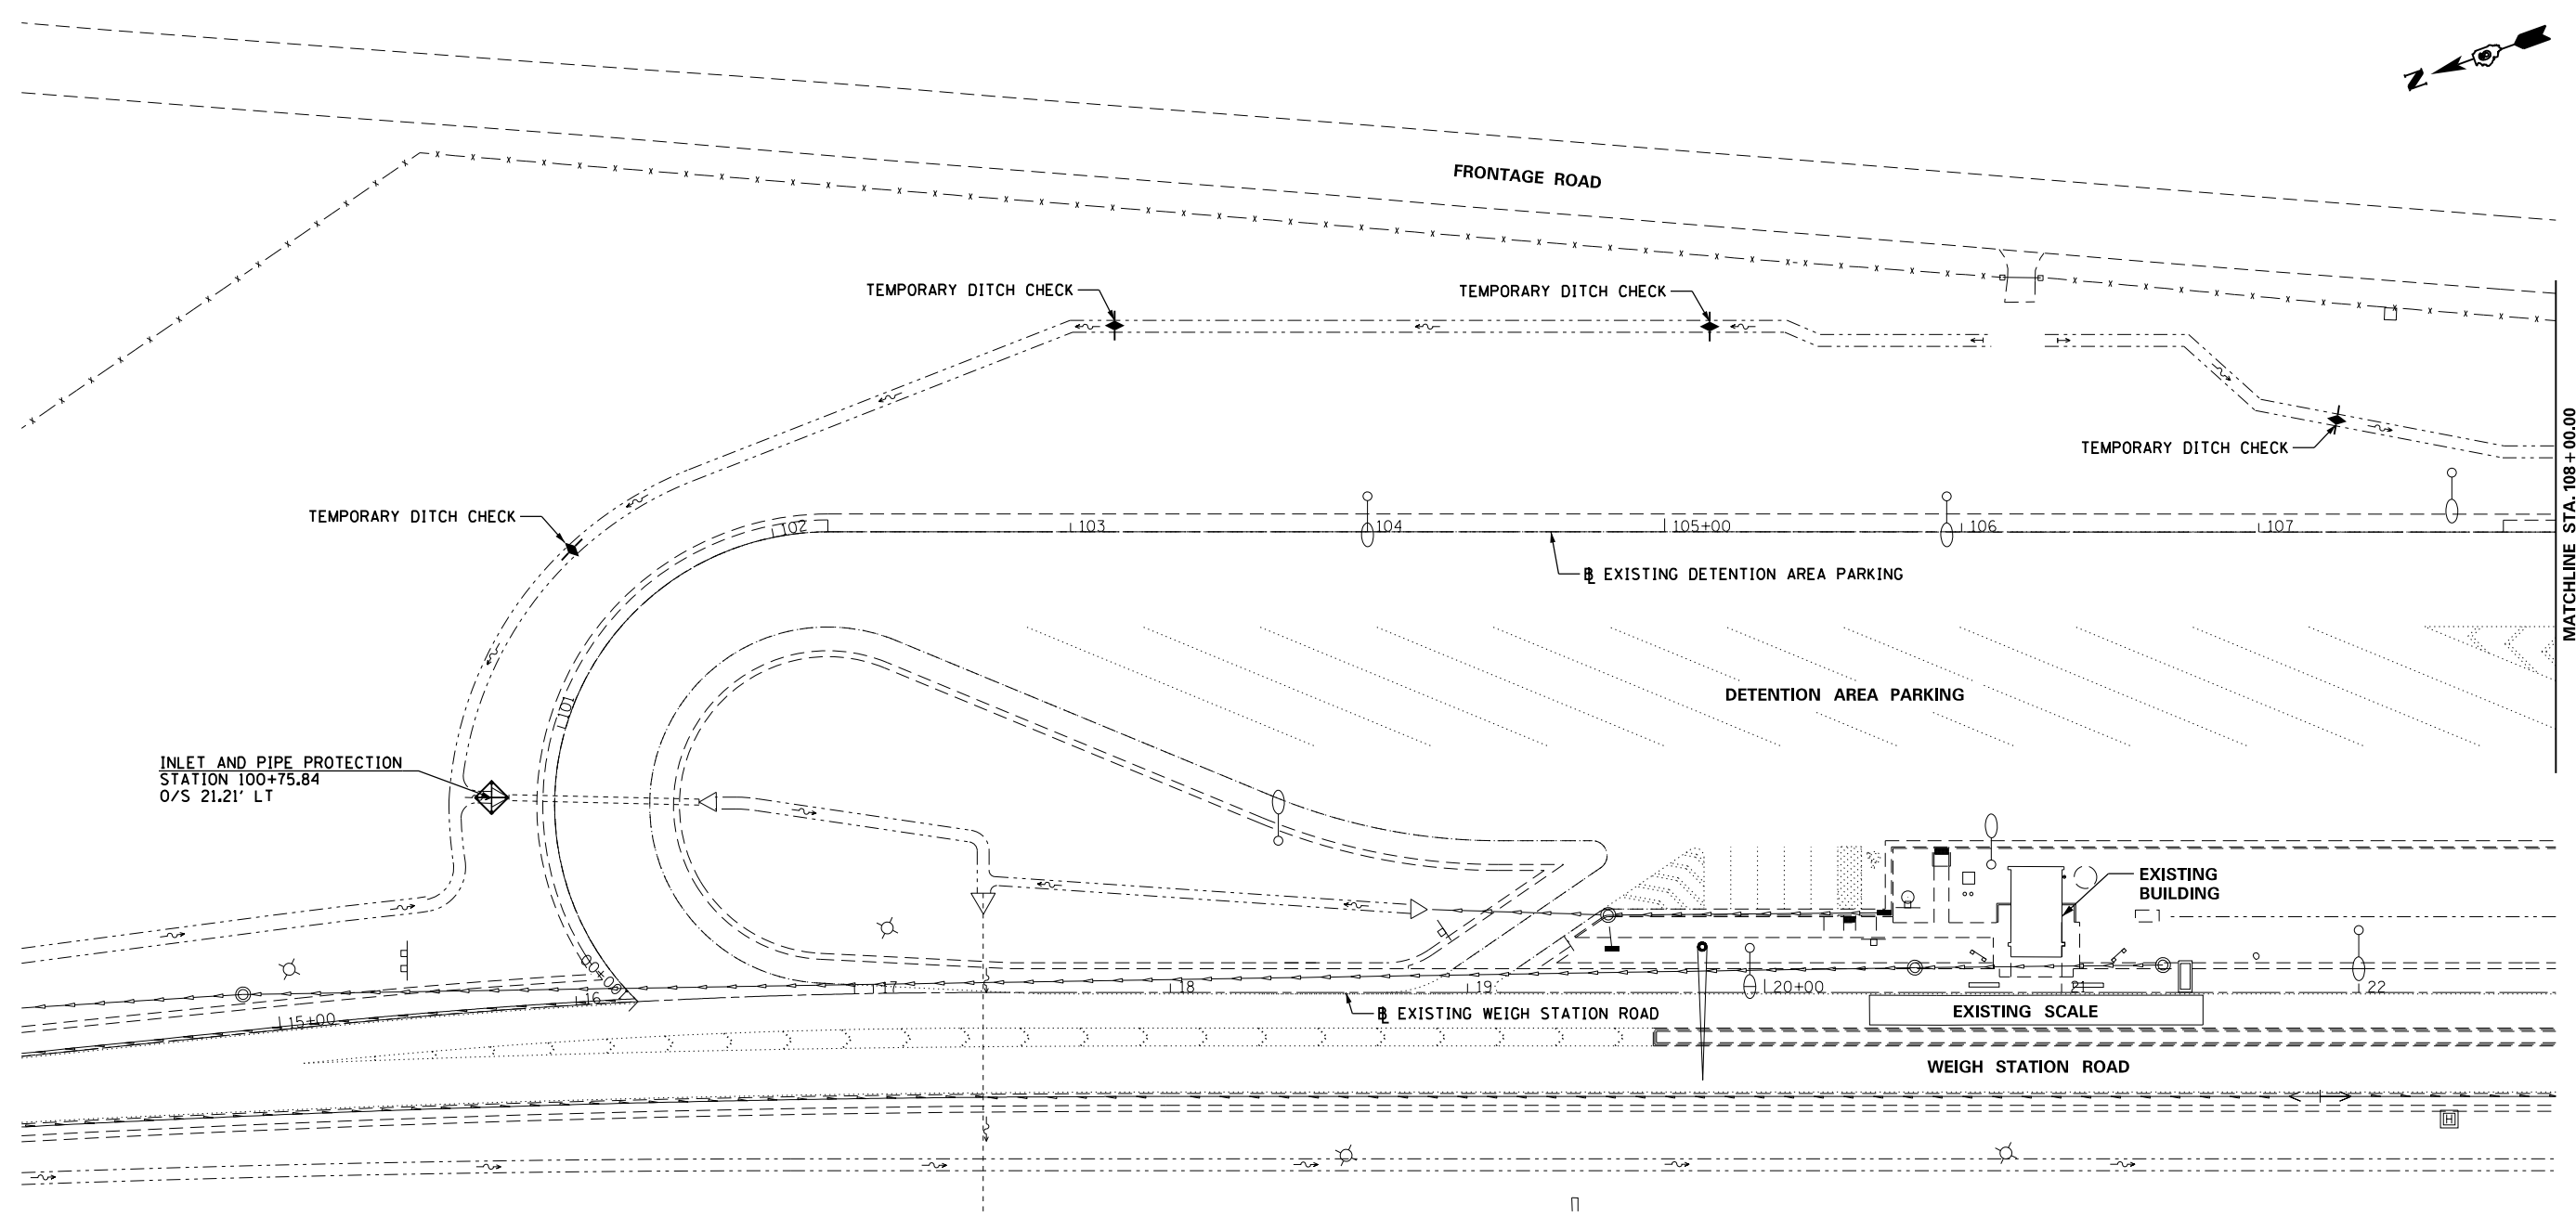 N
FRONTAGE ROAD
TEMPORARY DITCH CHECK
TEMPORARY DITCH CHECK
TEMPORARY DITCH CHECK
TEMPORARY DITCH CHECK
MATCHLINE STA. 108+00.00
102
103
104
105+00
106
107
℄ EXISTING DETENTION AREA PARKING
101
DETENTION AREA PARKING
INLET AND PIPE PROTECTION
STATION 100+75.84
O/S 21.21' LT
EXISTING
BUILDING
15+00
16
17
18
19
20+00
21
22
EXISTING SCALE
BL EXISTING WEIGH STATION ROAD
WEIGH STATION ROAD
H